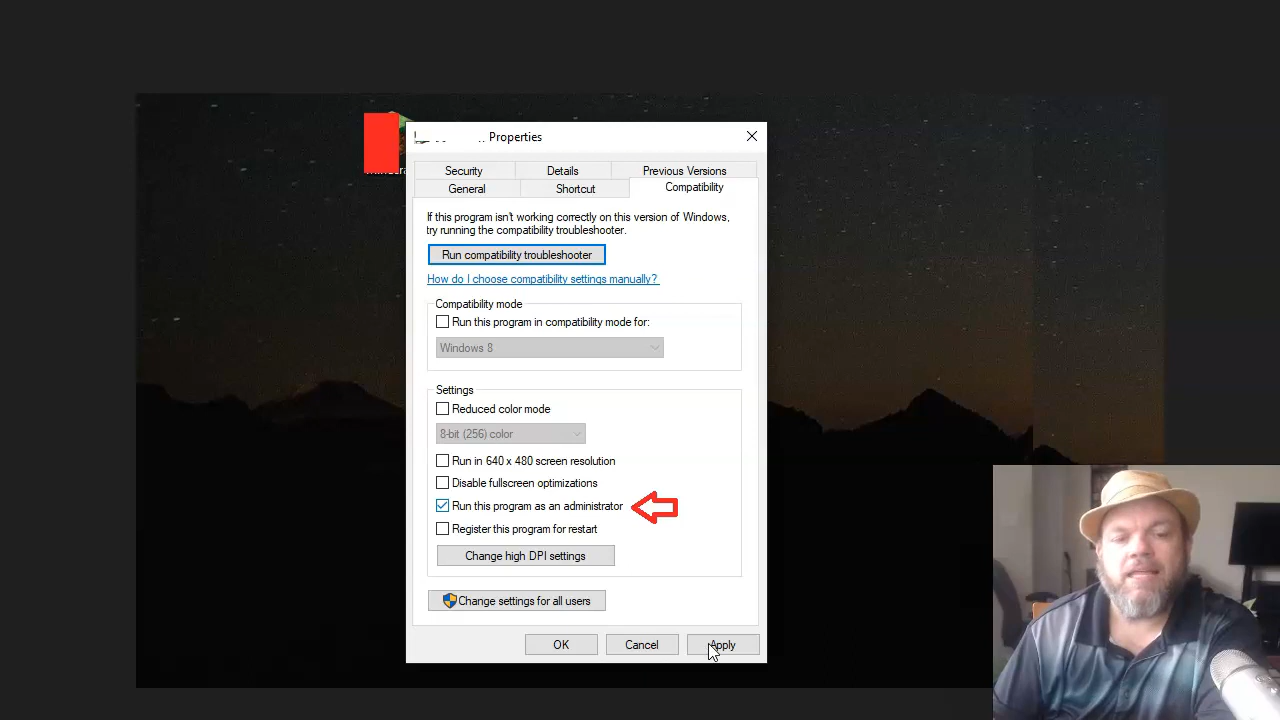 Properties
Security Details Previous Versions
General Shortcut Compatibility
If this program isn't working correctly on this version of Windows,
try running the compatibility troubleshooter.
Run compatibility troubleshooter
How do I choose compatibility settings manually?
Compatibility mode
Run this program in compatibility mode for:
Windows 8
Settings
Reduced color mode
8-bit (256) color
Run in 640 x 480 screen resolution
Disable fullscreen optimizations
Run this program as an administrator
Register this program for restart
Change high DPI settings
Change settings for all users
OK Cancel Apply